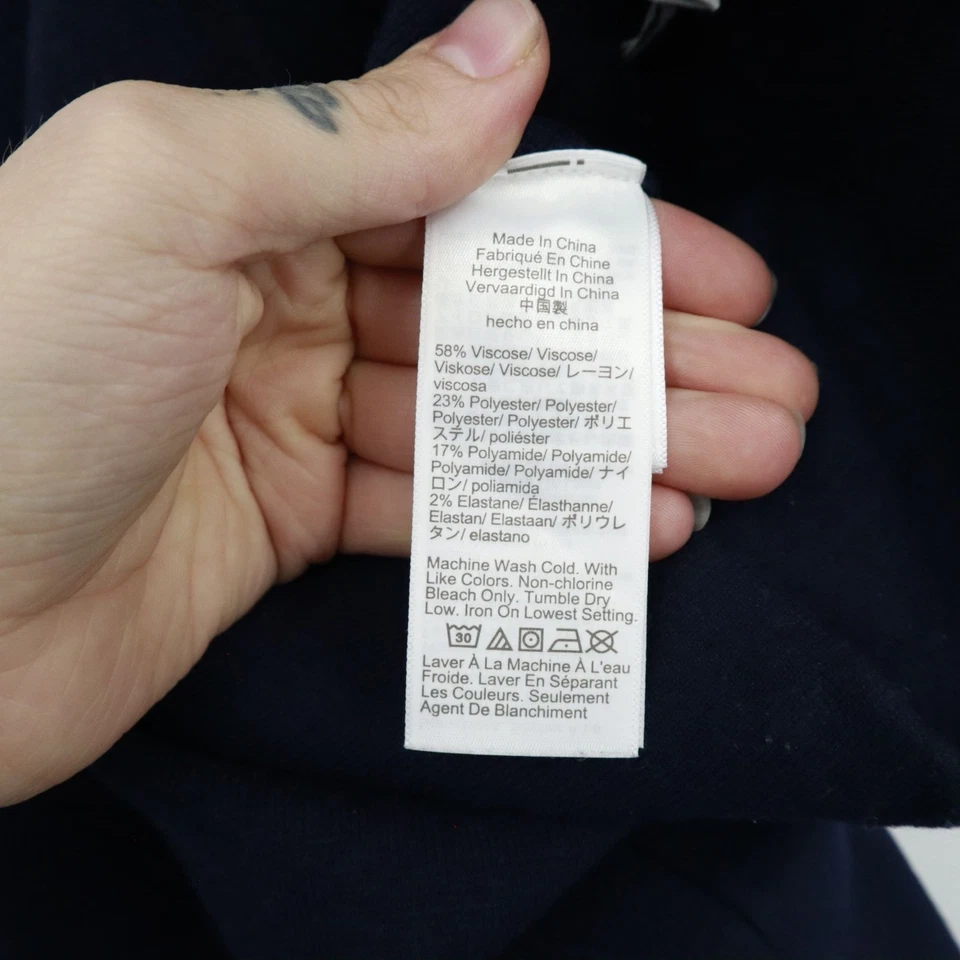 Made In China
Fabriqué En Chine
Hergestellt In China
Vervaardigd In China
中国製
hecho en china
58% Viscose/ Viscose/
Viskose/ Viscose/ レーヨン/
viscosa
23% Polyester/ Polyester/
Polyester/ Polyester/ ポリエ
ステル/ poliéster
17% Polyamide/ Polyamide/
Polyamide/ Polyamide/ ナイ
ロン/ poliamida
2% Elastane/ Élasthanne/
Elastan/ Elastaan/ ポリウレ
タン/ elastano
Machine Wash Cold. With
Like Colors. Non-chlorine
Bleach Only. Tumble Dry
Low. Iron On Lowest Setting.
30
Laver À La Machine À L'eau
Froide. Laver En Séparant
Les Couleurs. Seulement
Agent De Blanchiment